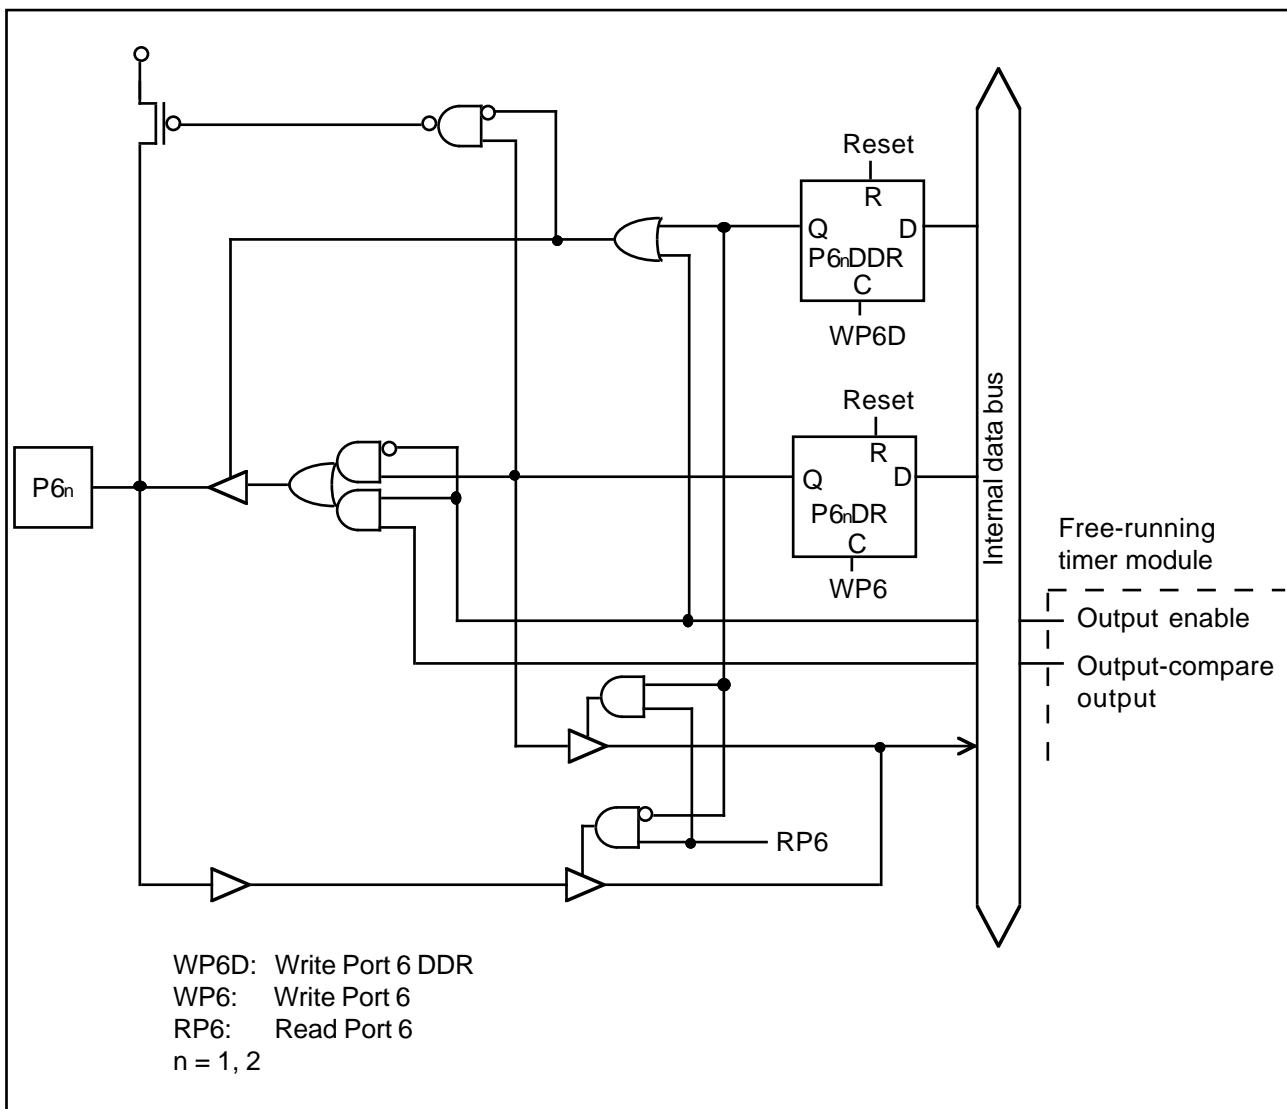 Reset
R
Q D
P6nDDR
C
WP6D
Reset
R
Q D
P6nDR
C
WP6
P6n
Internal data bus
Free-running
timer module
Output enable
Output-compare
output
RP6
WP6D: Write Port 6 DDR
WP6: Write Port 6
RP6: Read Port 6
n = 1, 2